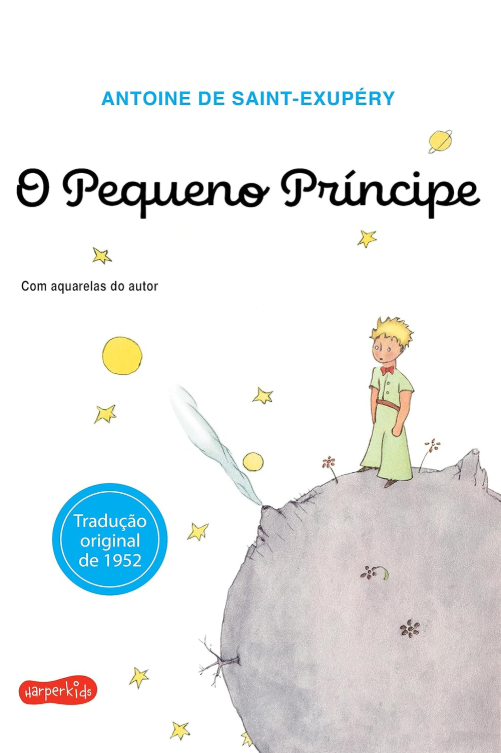 ANTOINE DE SAINT-EXUPÉRY
O Pequeno Príncipe
Com aquarelas do autor
Tradução
original
de 1952
HarperKids